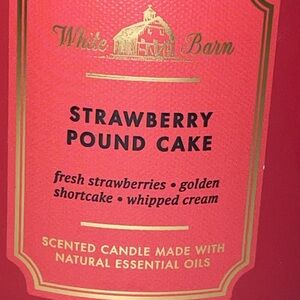 White Barn
STRAWBERRY
POUND CAKE
fresh strawberries • golden
shortcake • whipped cream
SCENTED CANDLE MADE WITH
NATURAL ESSENTIAL OILS